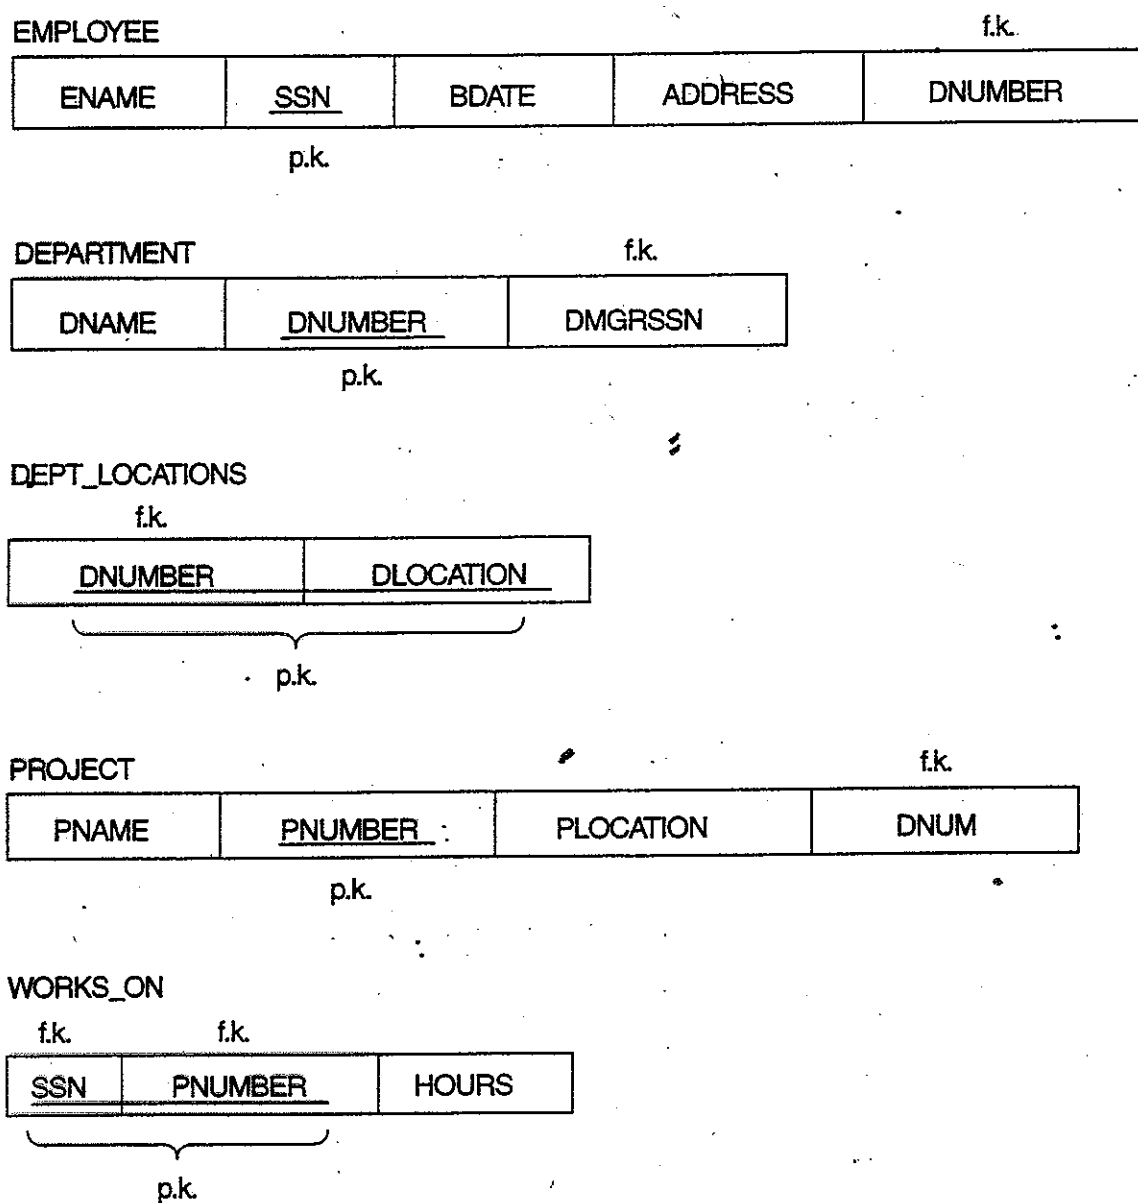 EMPLOYEE
f.k.
ENAME SSN BDATE ADDRESS DNUMBER
p.k.
DEPARTMENT
f.k.
DNAME DNUMBER DMGRSSN
p.k.
DEPT_LOCATIONS
f.k.
DNUMBER DLOCATION
p.k.
PROJECT
f.k.
PNAME PNUMBER PLOCATION DNUM
p.k.
WORKS_ON
f.k. f.k.
SSN PNUMBER HOURS
p.k.